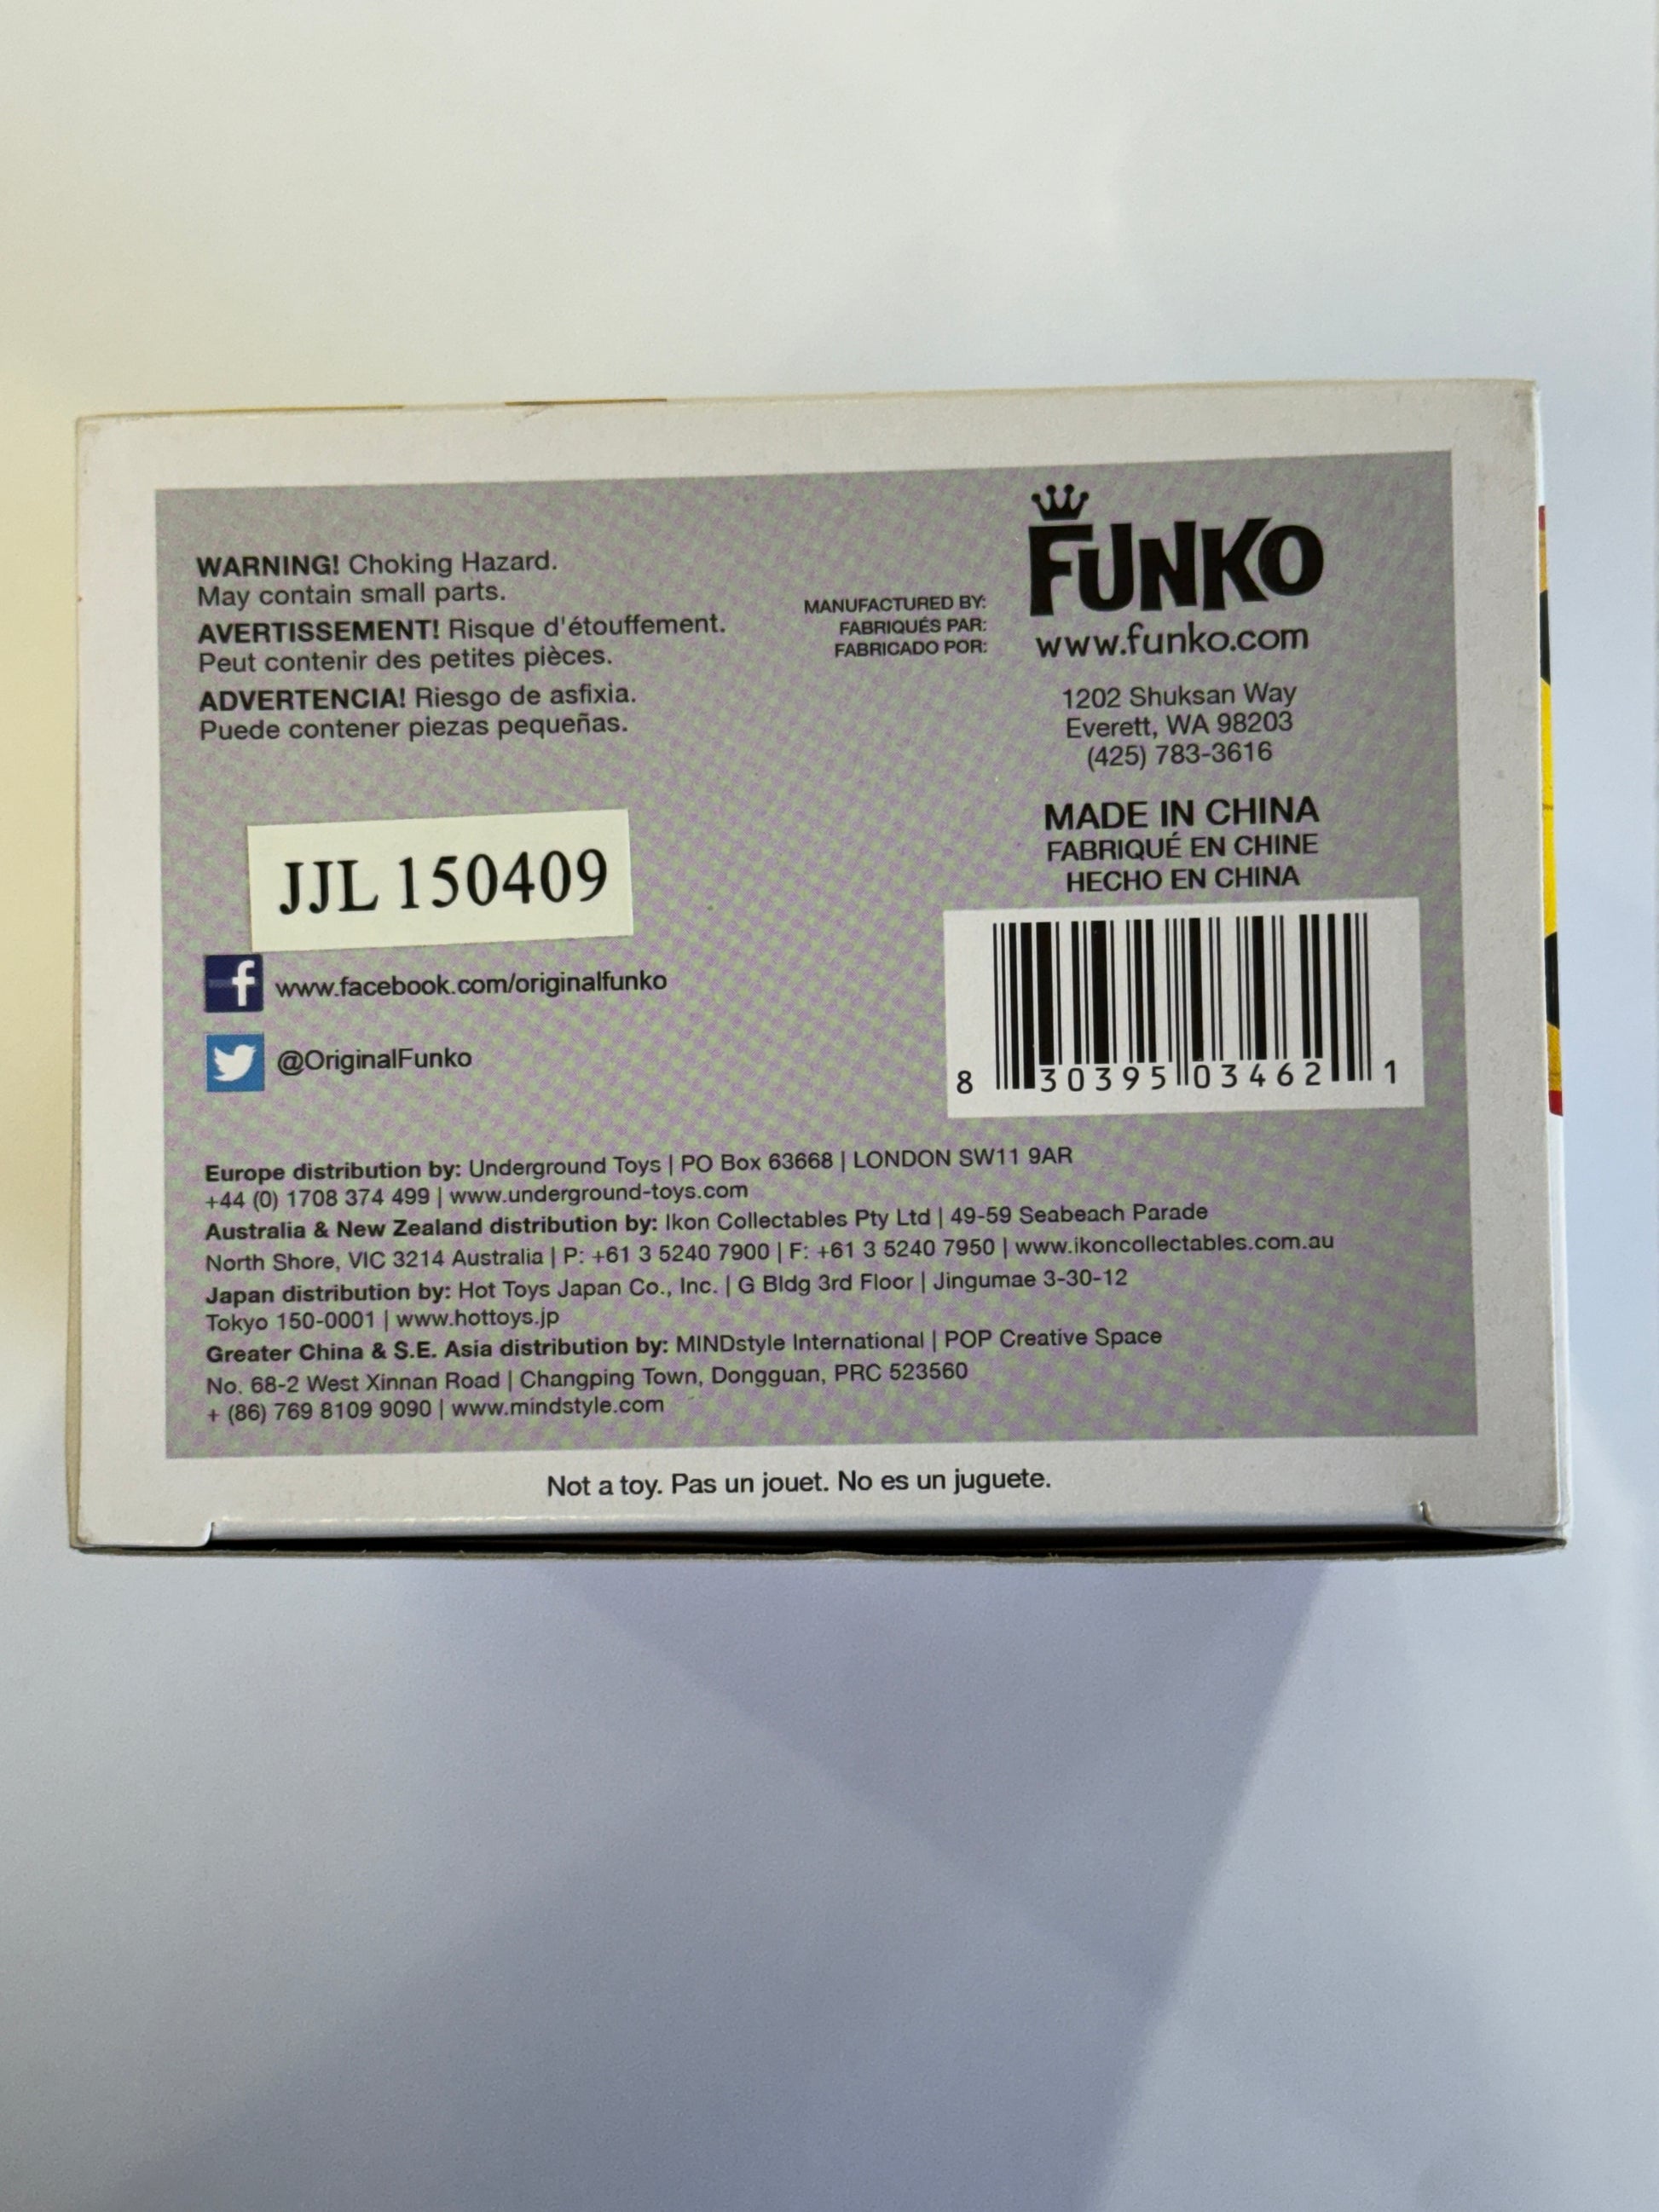 WARNING! Choking Hazard.
May contain small parts.
AVERTISSEMENT! Risque d'étouffement.
Peut contenir des petites pièces.
ADVERTENCIA! Riesgo de asfixia.
Puede contener piezas pequeñas.
MANUFACTURED BY:
FABRIQUÉS PAR:
FABRICADO POR:
FUNKO
www.funko.com
1202 Shuksan Way
Everett, WA 98203
(425) 783-3616
MADE IN CHINA
FABRIQUÉ EN CHINE
HECHO EN CHINA
JJL 150409
f www.facebook.com/originalfunko
@OriginalFunko
8 30395 03462 1
Europe distribution by: Underground Toys | PO Box 63668 | LONDON SW11 9AR
+44 (0) 1708 374 499 | www.underground-toys.com
Australia & New Zealand distribution by: Ikon Collectables Pty Ltd | 49-59 Seabeach Parade
North Shore, VIC 3214 Australia | P: +61 3 5240 7900 | F: +61 3 5240 7950 | www.ikoncollectables.com.au
Japan distribution by: Hot Toys Japan Co., Inc. | G Bldg 3rd Floor | Jingumae 3-30-12
Tokyo 150-0001 | www.hottoys.jp
Greater China & S.E. Asia distribution by: MINDstyle International | POP Creative Space
No. 68-2 West Xinnan Road | Changping Town, Dongguan, PRC 523560
+ (86) 769 8109 9090 | www.mindstyle.com
Not a toy. Pas un jouet. No es un juguete.